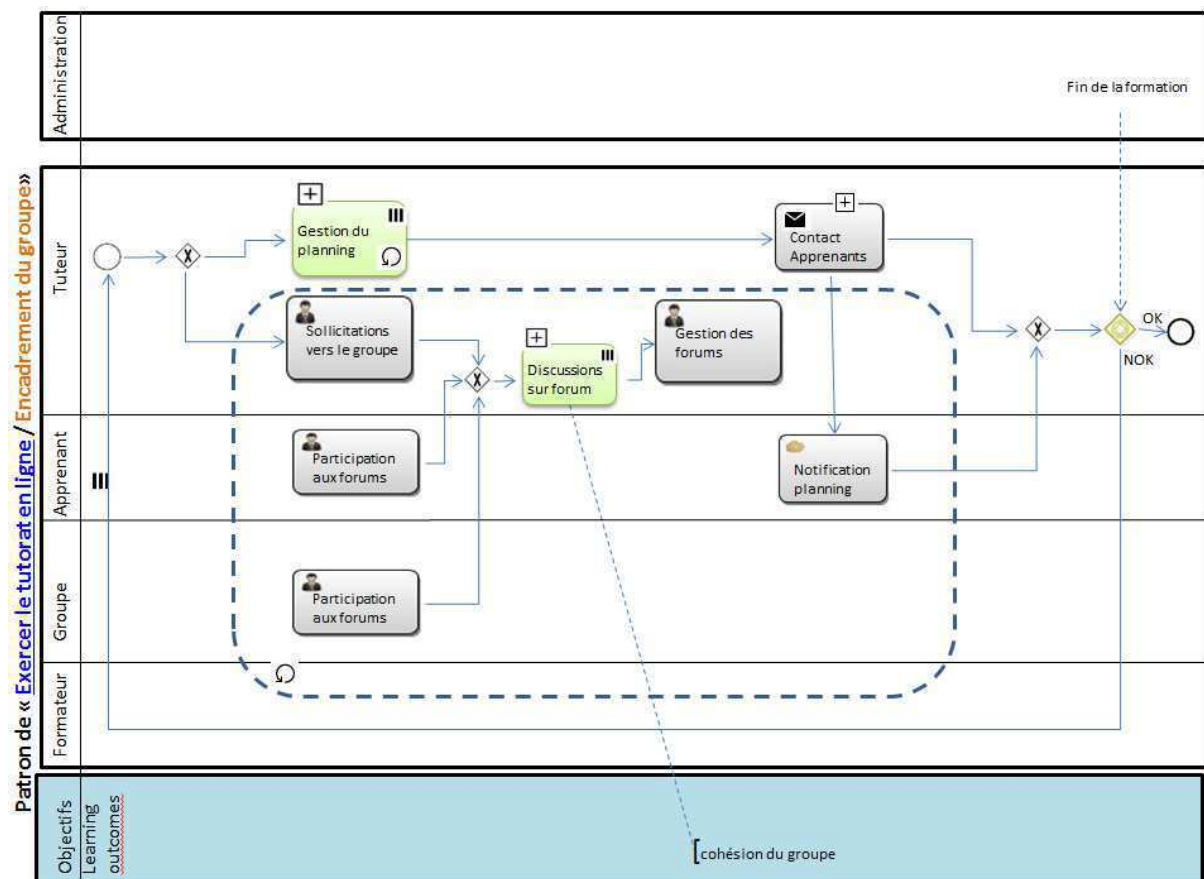 Patron de « Exercer le tutorat en ligne / Encadrement du groupe»
Administration
Fin de la formation
Tuteur
X
Gestion du
planning
Contact
Apprenants
Sollicitations
vers le groupe
X
Discussions
sur forum
Gestion des
forums
X
OK
NOK
Apprenant
Participation
aux forums
Notification
planning
Groupe
Participation
aux forums
Formateur
Objectifs
Learning
outcomes
[cohésion du groupe